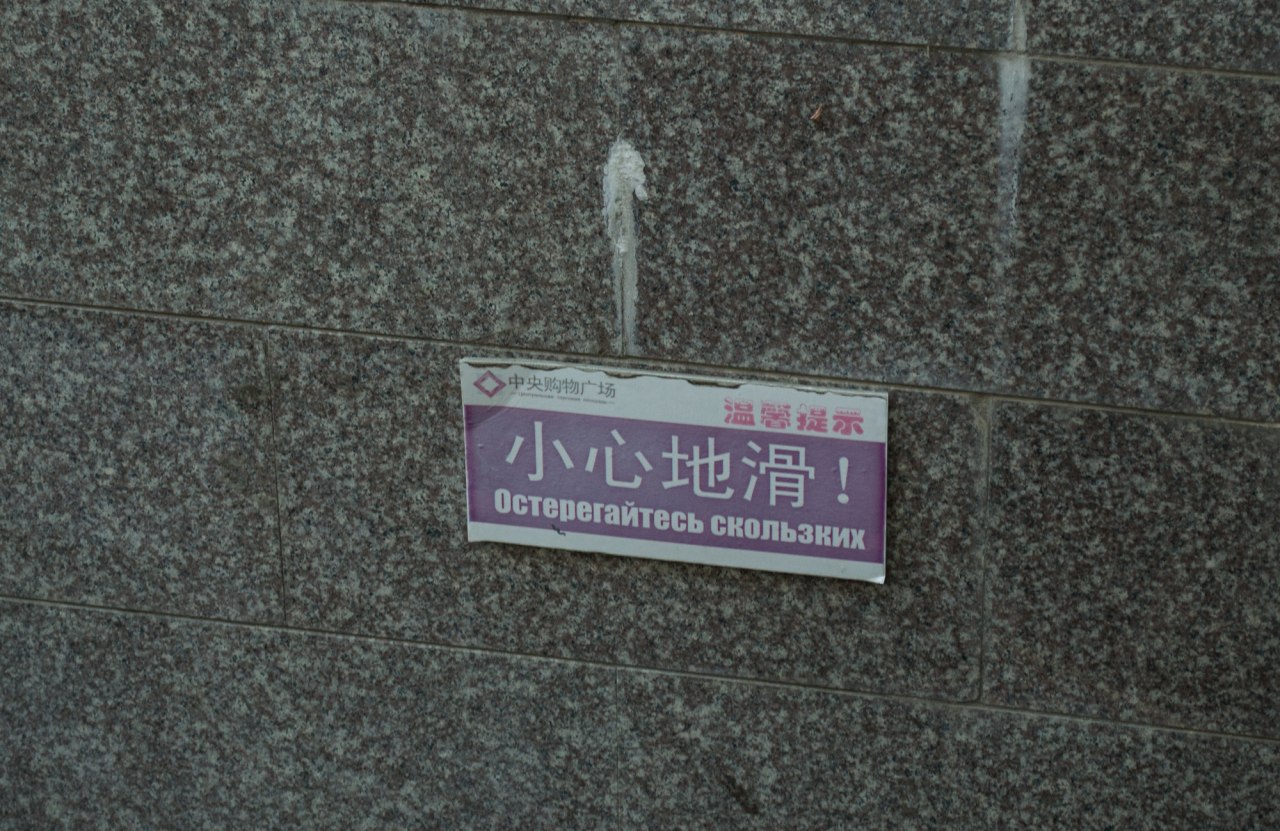 中央购物广场
温馨提示
小心地滑！
Остерегайтесь скользких